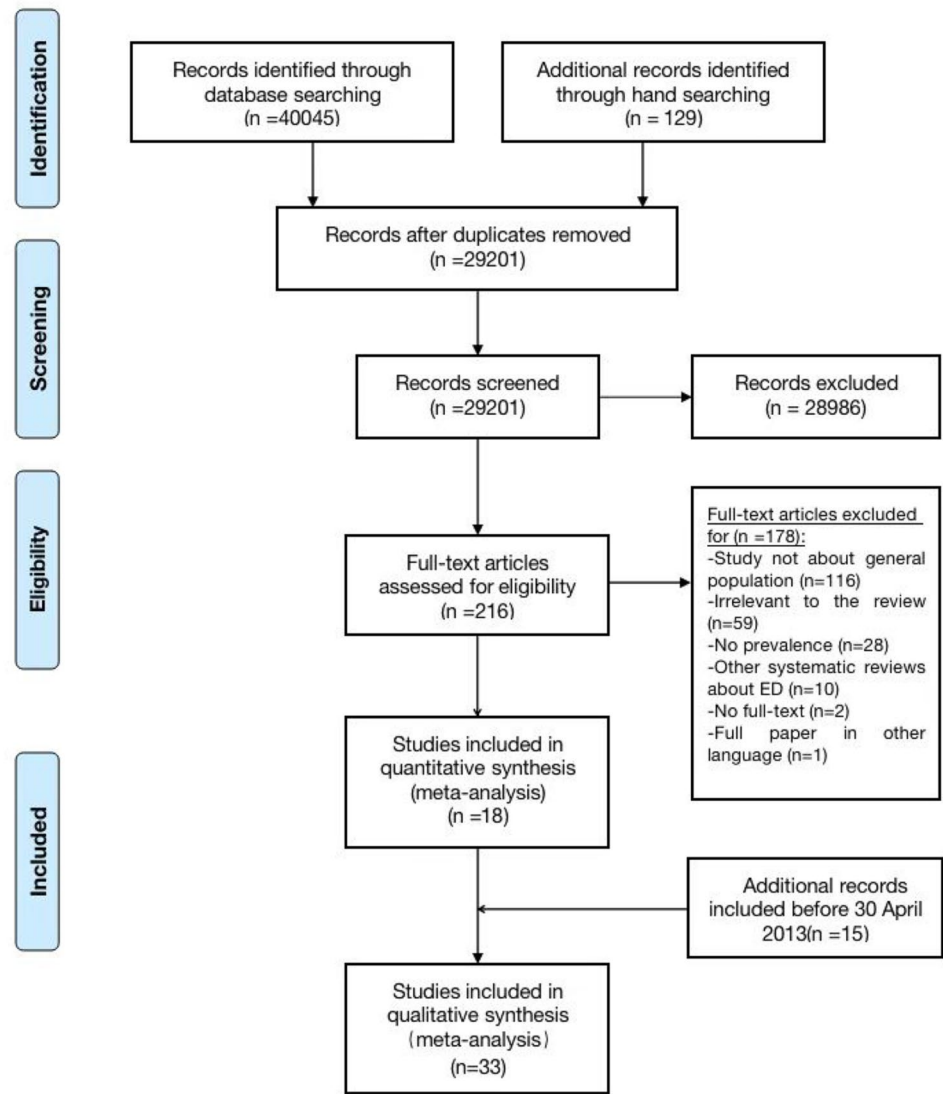 Identification
Records identified through
database searching
(n =40045)
Additional records identified
through hand searching
(n = 129)
Records after duplicates removed
(n =29201)
Screening
Records screened
(n =29201)
Records excluded
(n = 28986)
Eligibility
Full-text articles
assessed for eligibility
(n =216)
Full-text articles excluded
for (n =178):
-Study not about general
population (n=116)
-Irrelevant to the review
(n=59)
-No prevalence (n=28)
-Other systematic reviews
about ED (n=10)
-No full-text (n=2)
-Full paper in other
language (n=1)
Included
Studies included in
quantitative synthesis
(meta-analysis)
(n =18)
Additional records
included before 30 April
2013(n =15)
Studies included in
qualitative synthesis
(meta-analysis)
(n=33)